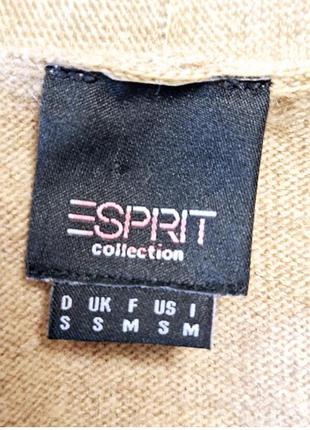 ESPRIT
collection
D UK F US I
S S M S M